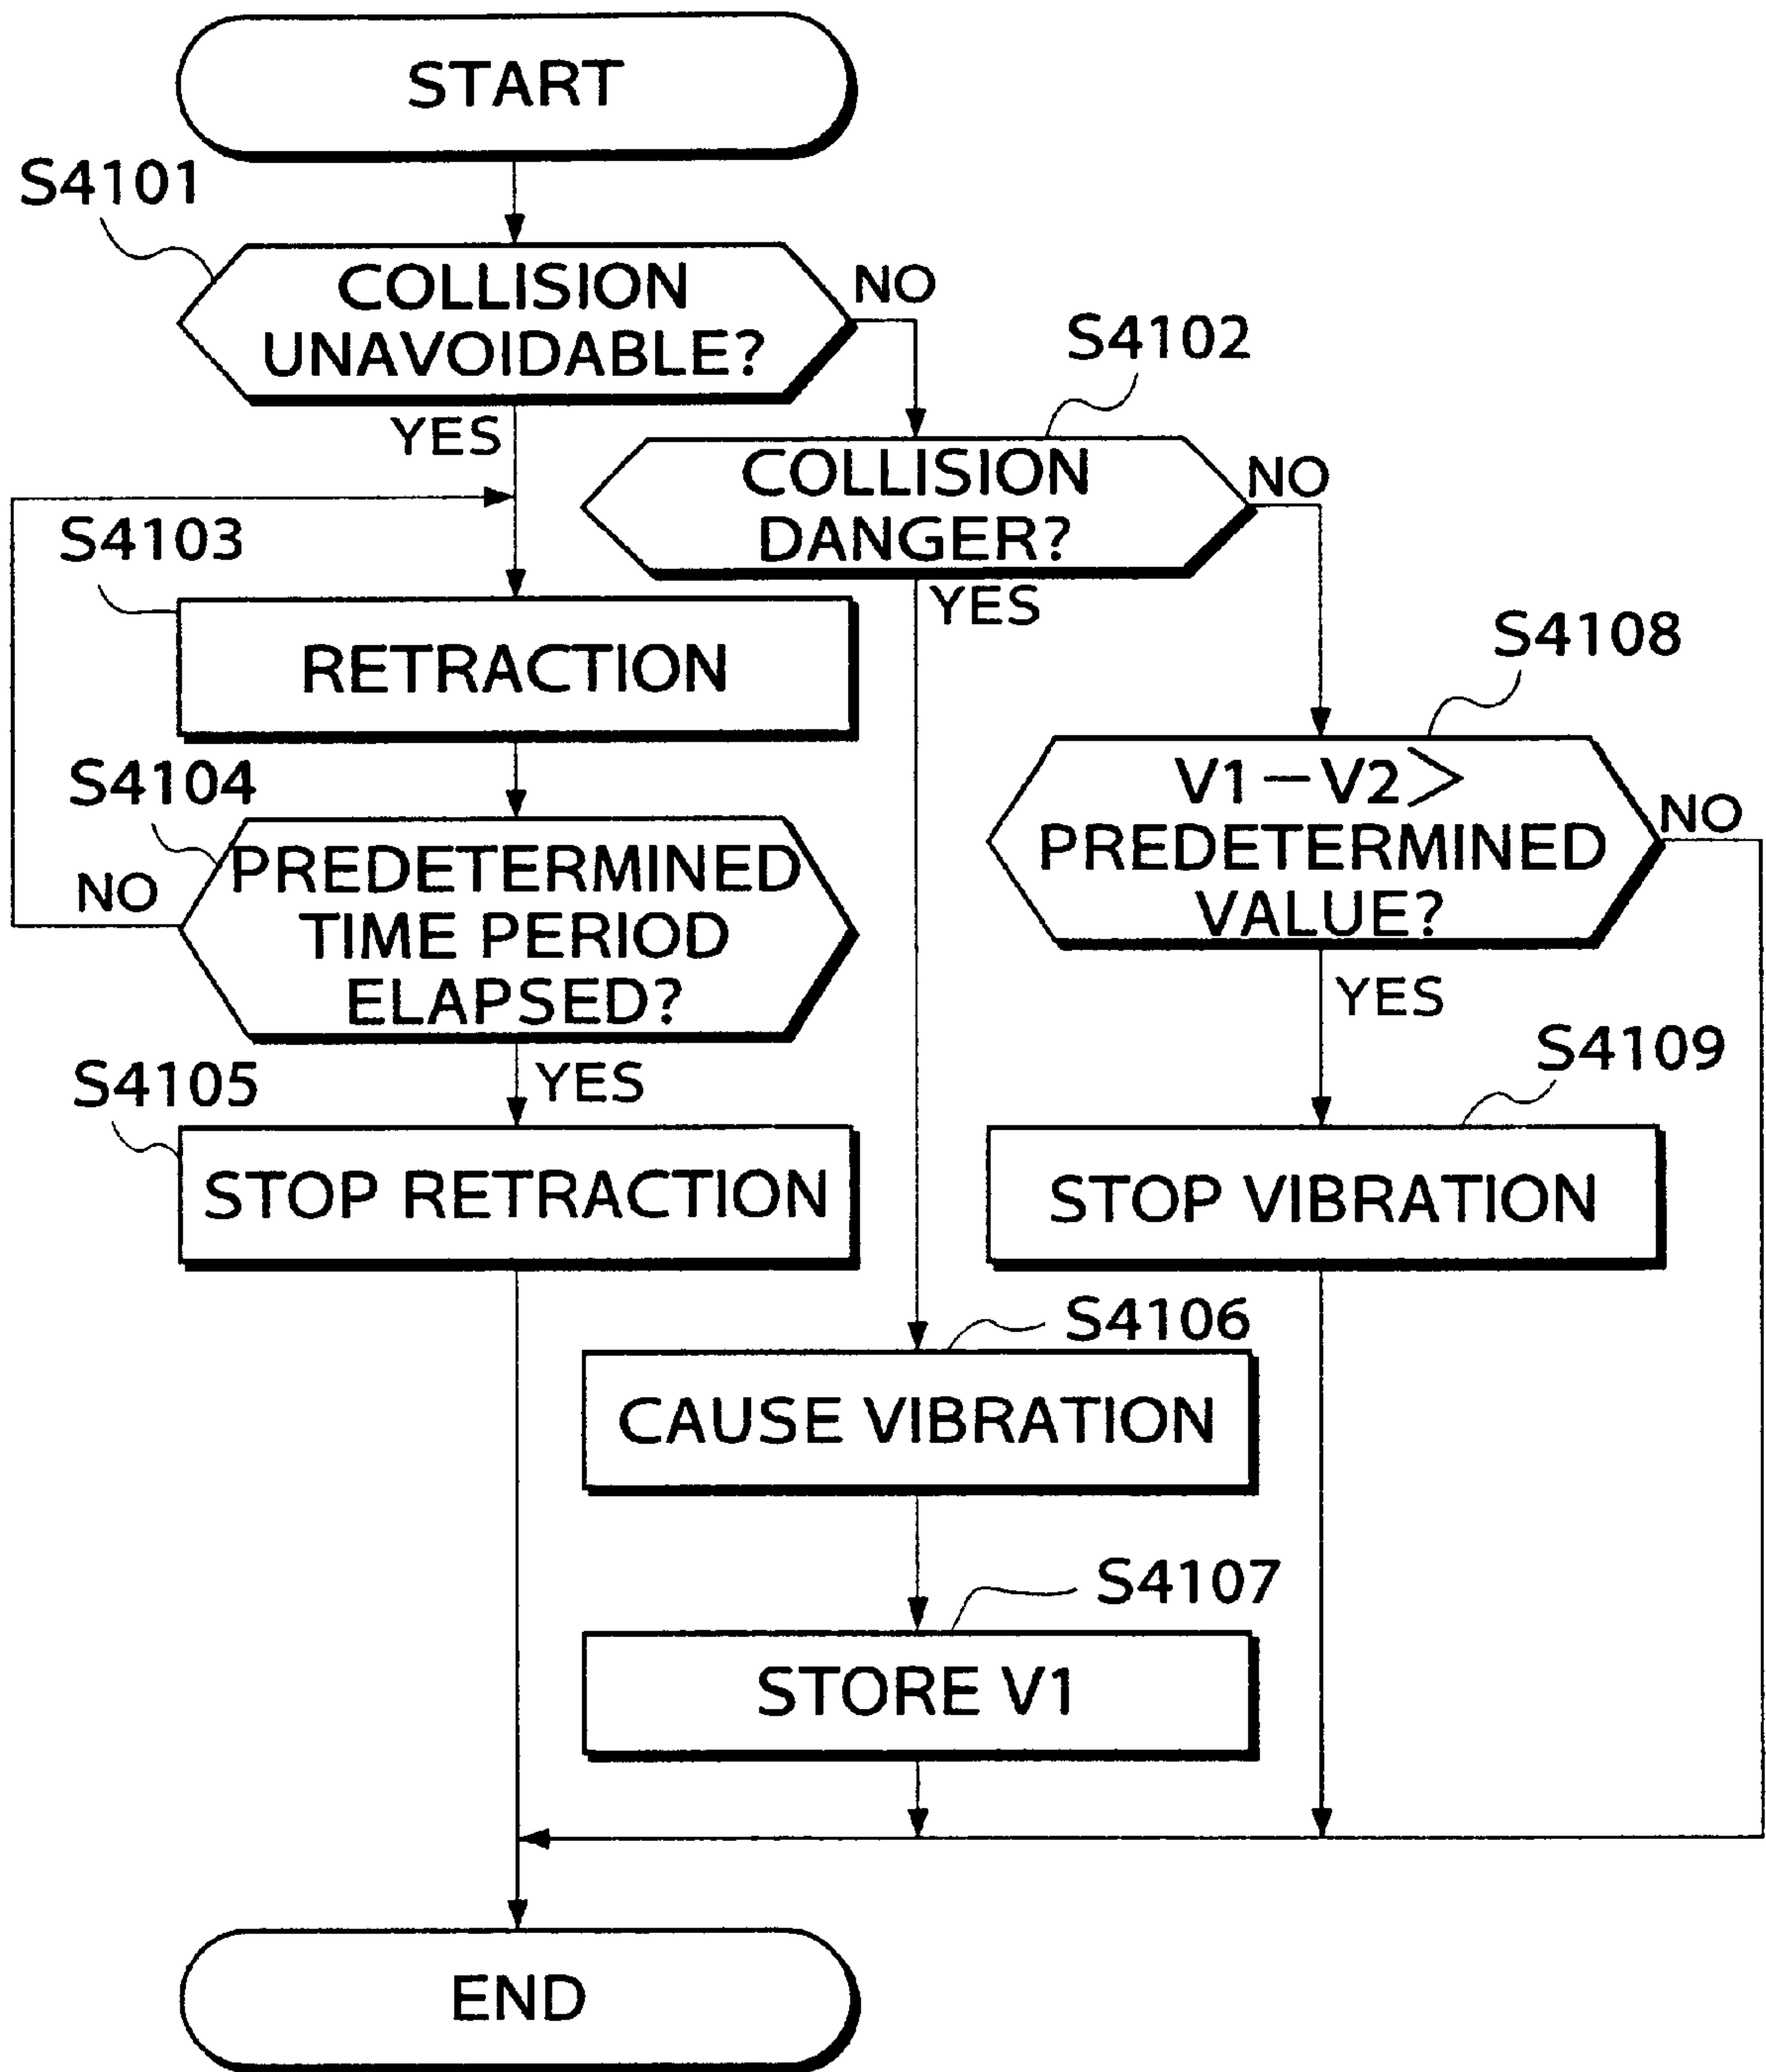 START
S4101
COLLISION
UNAVOIDABLE?
NO
S4102
YES
COLLISION
DANGER?
NO
S4103
YES
RETRACTION
S4108
S4104
V1-V2>
PREDETERMINED
VALUE?
NO
PREDETERMINED
TIME PERIOD
ELAPSED?
NO
YES
S4109
S4105
YES
STOP RETRACTION
STOP VIBRATION
S4106
CAUSE VIBRATION
S4107
STORE V1
END